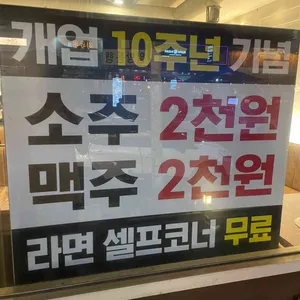 개업 10주년 기념
소주 2천원
맥주 2천원
라면 셀프코너 무료